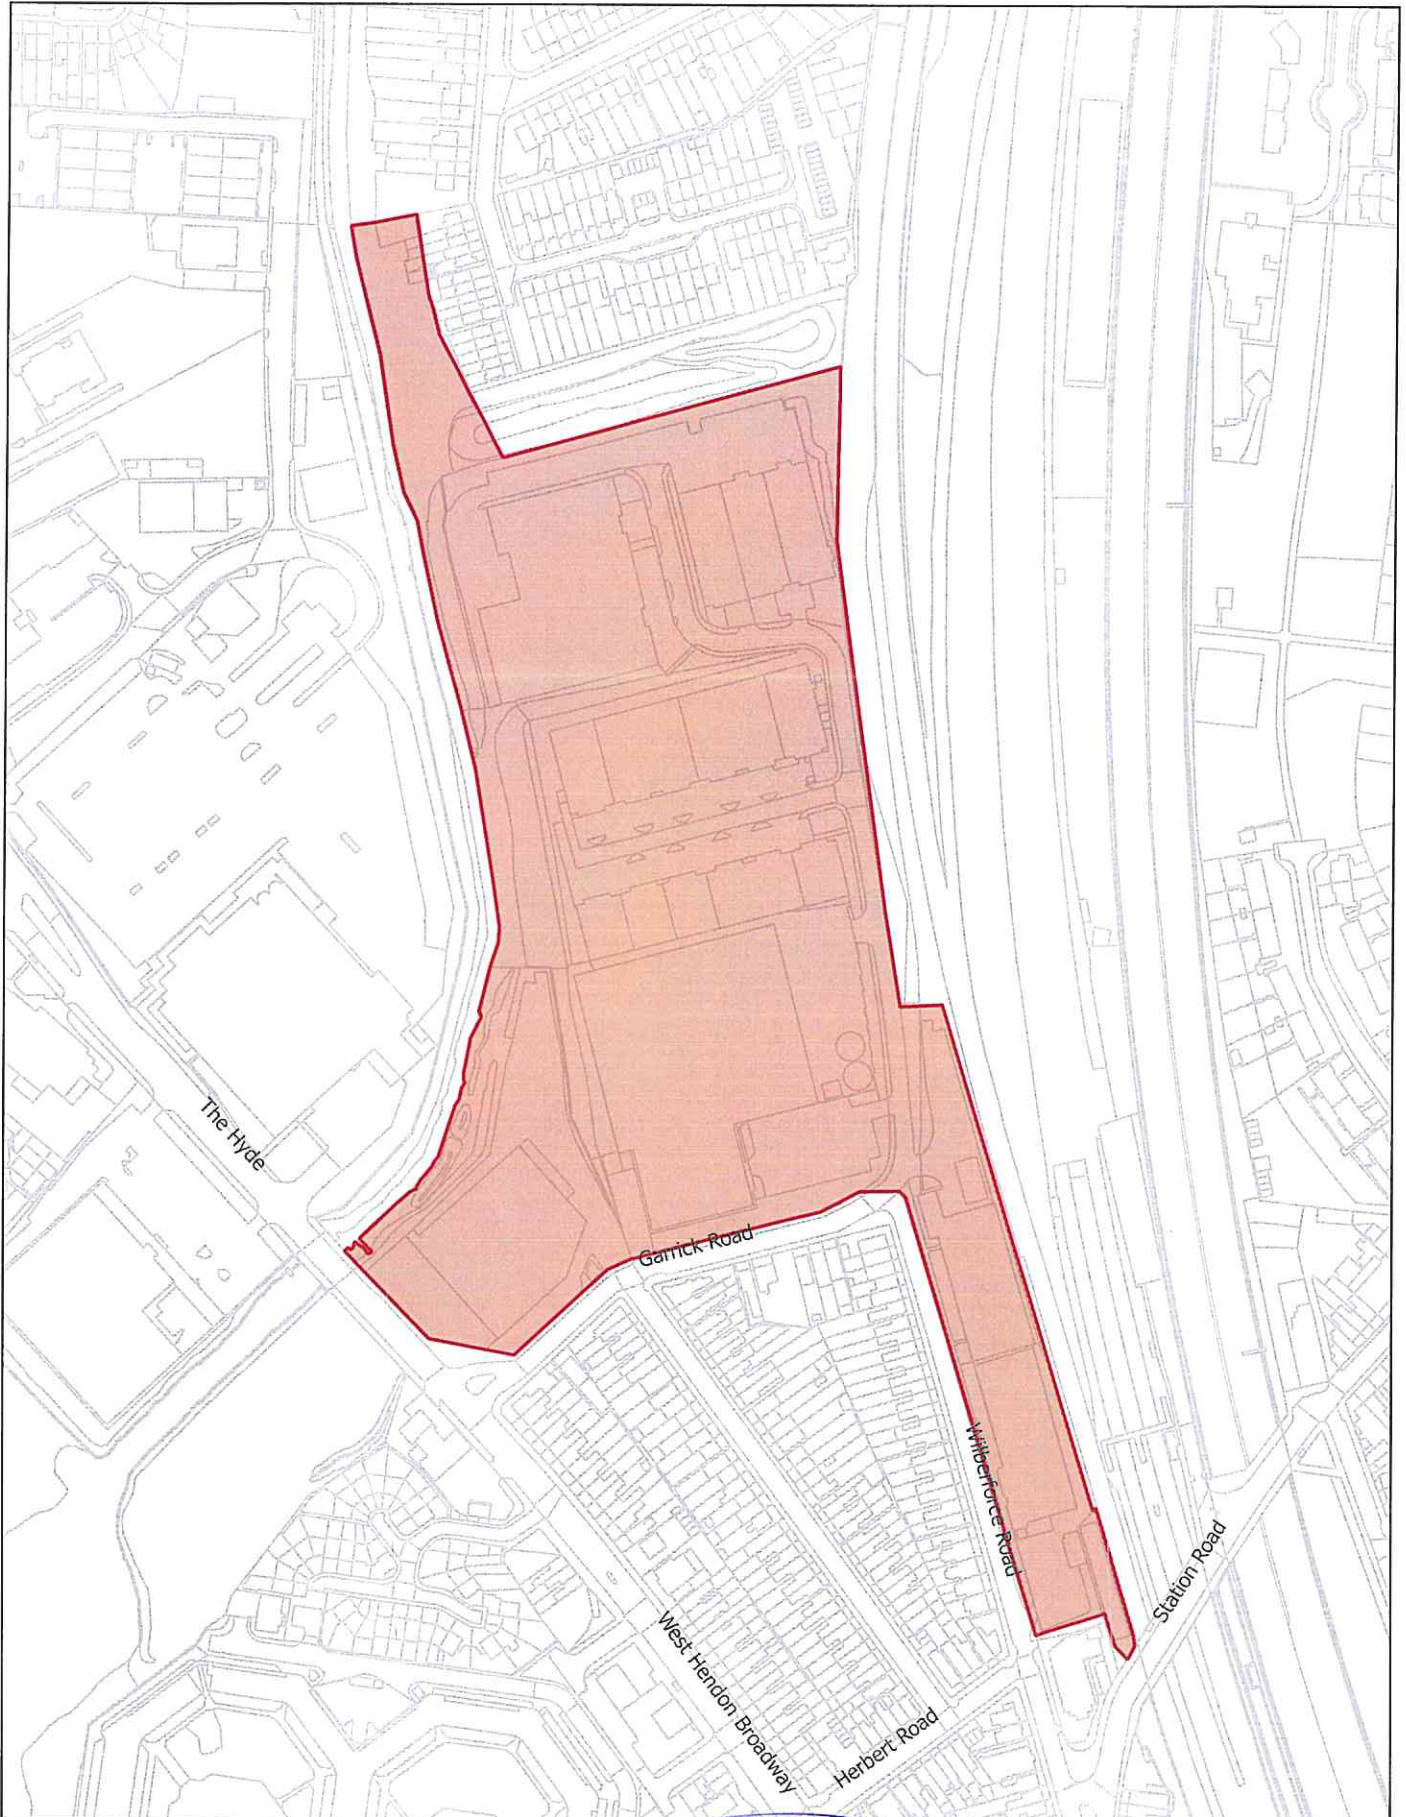 The Hyde
Garrick Road
Wilberforce Road
Station Road
West Hendon Broadway
Herbert Road